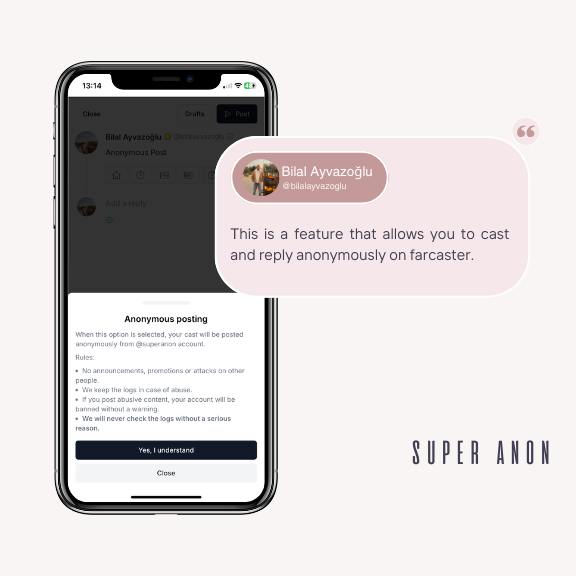 13:14
Close
Drafts
Post
Bilal Ayvazoğlu
Anonymous Post
Add a reply
Bilal Ayvazoğlu
@bilalayvazoglu
This is a feature that allows you to cast
and reply anonymously on farcaster.
Anonymous posting
When this option is selected, your cast will be posted
anonymously from @superanon account.
Rules:
• No announcements, promotions or attacks on other
people.
• We keep the logs in case of abuse.
• If you post abusive content, your account will be
banned without a warning.
• We will never check the logs without a serious
reason.
Yes, I understand
Close
SUPER ANON